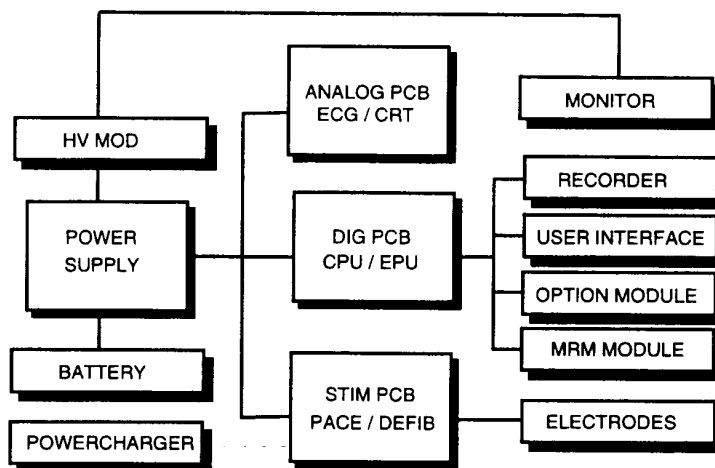 ANALOG PCB
ECG / CRT
MONITOR
HV MOD
RECORDER
POWER
SUPPLY
DIG PCB
CPU / EPU
USER INTERFACE
OPTION MODULE
MRM MODULE
BATTERY
STIM PCB
PACE / DEFIB
ELECTRODES
POWERCHARGER